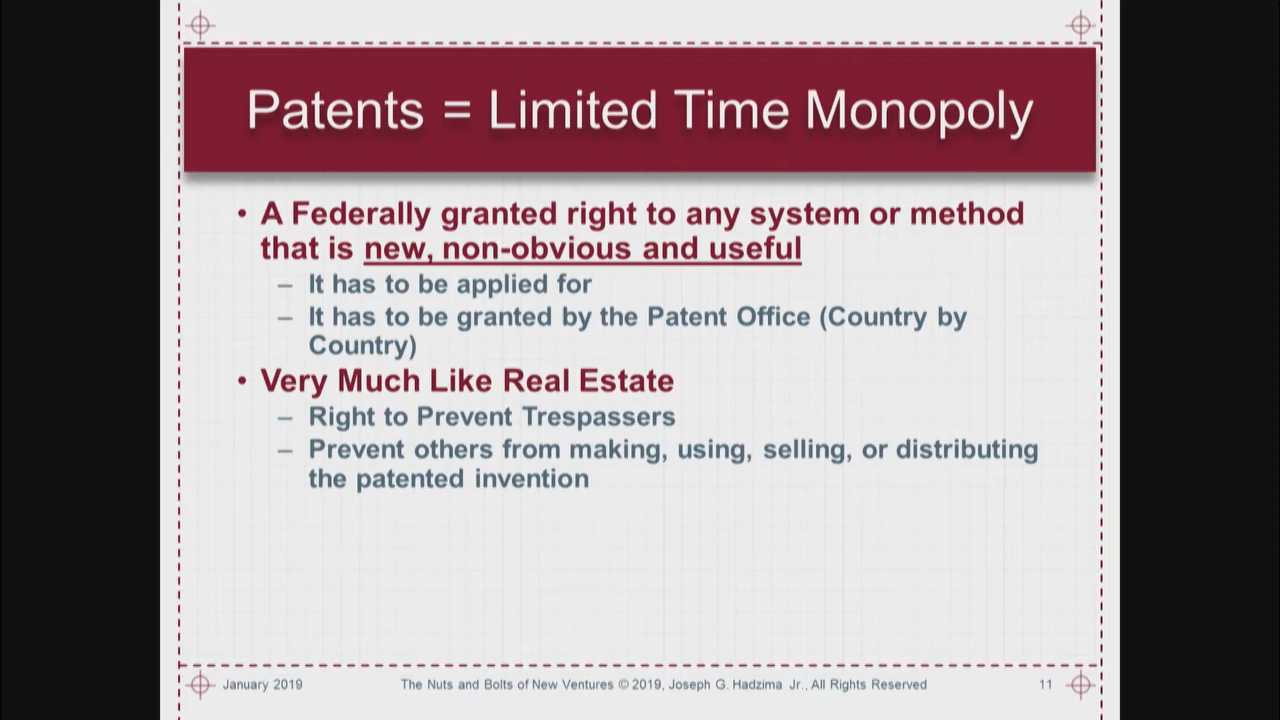 Patents = Limited Time Monopoly
• A Federally granted right to any system or method
that is new, non-obvious and useful
– It has to be applied for
– It has to be granted by the Patent Office (Country by
Country)
• Very Much Like Real Estate
– Right to Prevent Trespassers
– Prevent others from making, using, selling, or distributing
the patented invention
January 2019 The Nuts and Bolts of New Ventures © 2019, Joseph G. Hadzima Jr., All Rights Reserved 11